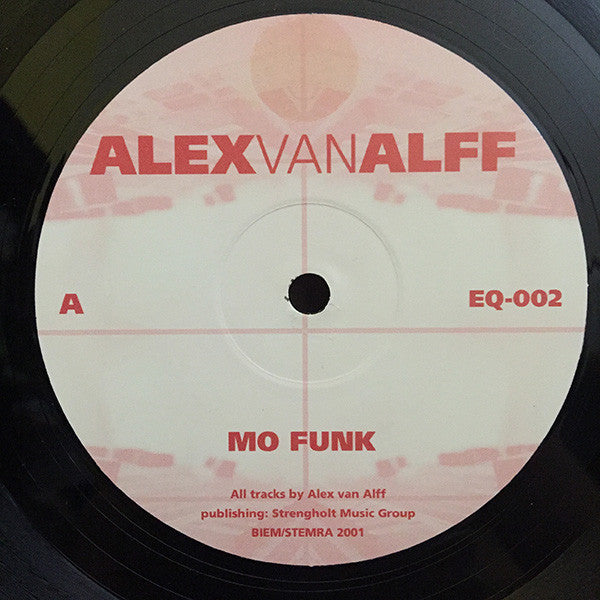 ALEXVANALFF
A
EQ-002
MO FUNK
All tracks by Alex van Alff
publishing: Strengholt Music Group
BIEM/STEMRA 2001